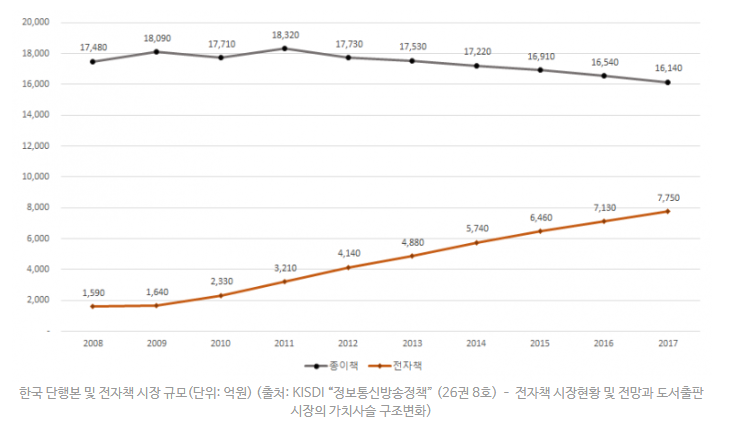 20,000
18,000
16,000
14,000
12,000
10,000
8,000
6,000
4,000
2,000
-
17,480 18,090 17,710 18,320 17,730 17,530 17,220 16,910 16,540 16,140
1,590 1,640 2,330 3,210 4,140 4,880 5,740 6,460 7,130 7,750
2008 2009 2010 2011 2012 2013 2014 2015 2016 2017
종이책 전자책
한국 단행본 및 전자책 시장 규모(단위: 억원) (출처: KISDI “정보통신방송정책” (26권 8호) – 전자책 시장현황 및 전망과 도서출판
시장의 가치사슬 구조변화)